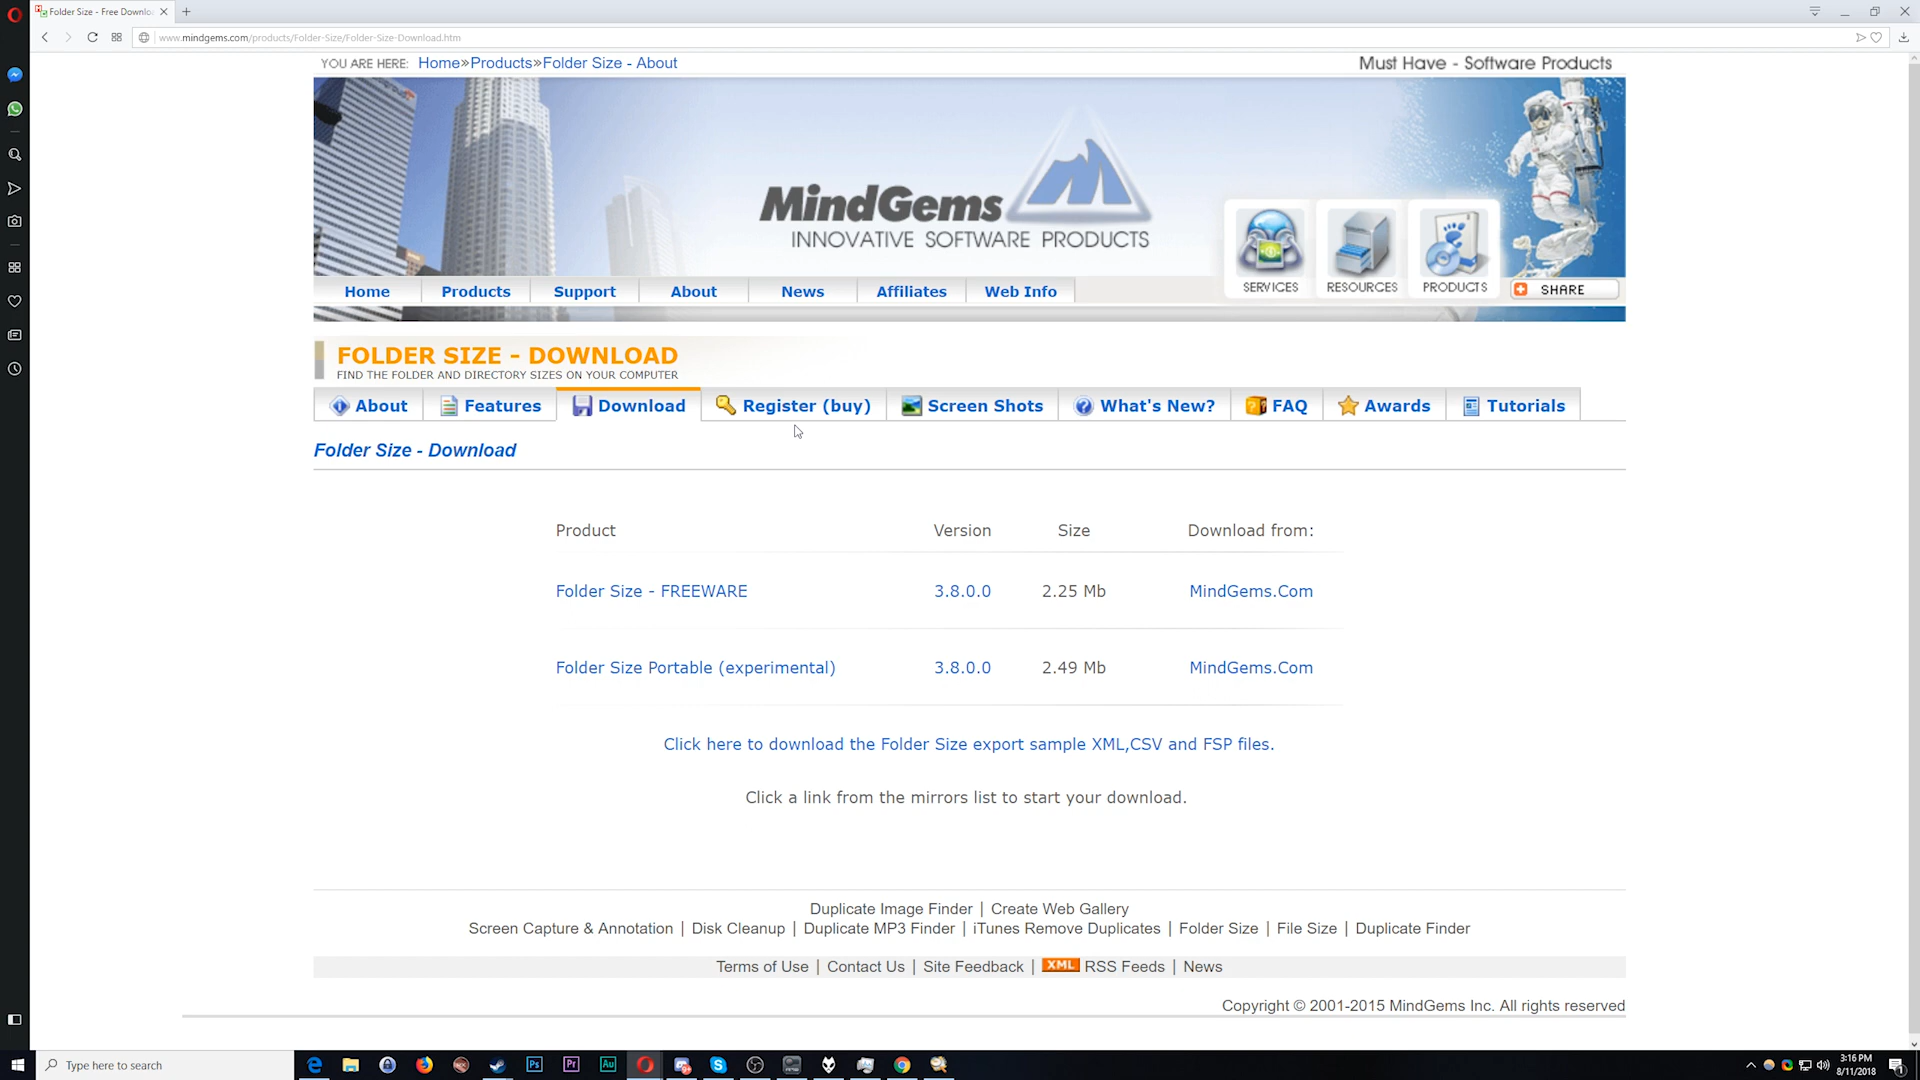 Folder Size - Free Downlo
www.mindgems.com/products/Folder-Size/Folder-Size-Download.htm
YOU ARE HERE: Home»Products»Folder Size - About
Must Have - Software Products
MindGems
INNOVATIVE SOFTWARE PRODUCTS
SERVICES RESOURCES PRODUCTS SHARE
Home Products Support About News Affiliates Web Info
FOLDER SIZE - DOWNLOAD
FIND THE FOLDER AND DIRECTORY SIZES ON YOUR COMPUTER
About Features Download Register (buy) Screen Shots What's New? FAQ Awards Tutorials
Folder Size - Download
Product Version Size Download from:
Folder Size - FREEWARE 3.8.0.0 2.25 Mb MindGems.Com
Folder Size Portable (experimental) 3.8.0.0 2.49 Mb MindGems.Com
Click here to download the Folder Size export sample XML,CSV and FSP files.
Click a link from the mirrors list to start your download.
Duplicate Image Finder | Create Web Gallery
Screen Capture & Annotation | Disk Cleanup | Duplicate MP3 Finder | iTunes Remove Duplicates | Folder Size | File Size | Duplicate Finder
Terms of Use | Contact Us | Site Feedback | XML RSS Feeds | News
Copyright © 2001-2015 MindGems Inc. All rights reserved
Type here to search
Ps Pr Au
3:16 PM
8/11/2018